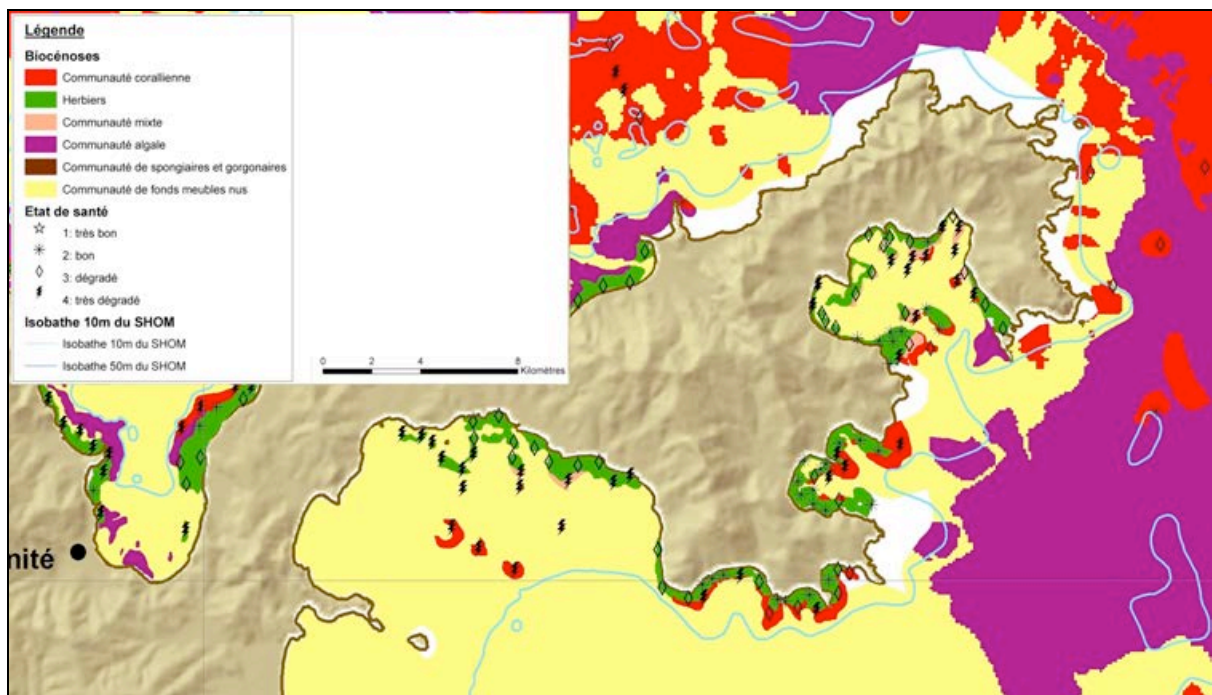 Légende
Biocénoses
Communauté corallienne
Herbiers
Communauté mixte
Communauté algale
Communauté de spongiaires et gorgonaires
Communauté de fonds meubles nus
Etat de santé
1: très bon
2: bon
3: dégradé
4: très dégradé
Isobathe 10m du SHOM
Isobathe 10m du SHOM
Isobathe 50m du SHOM
0 2 4 8
Kilomètres
nité